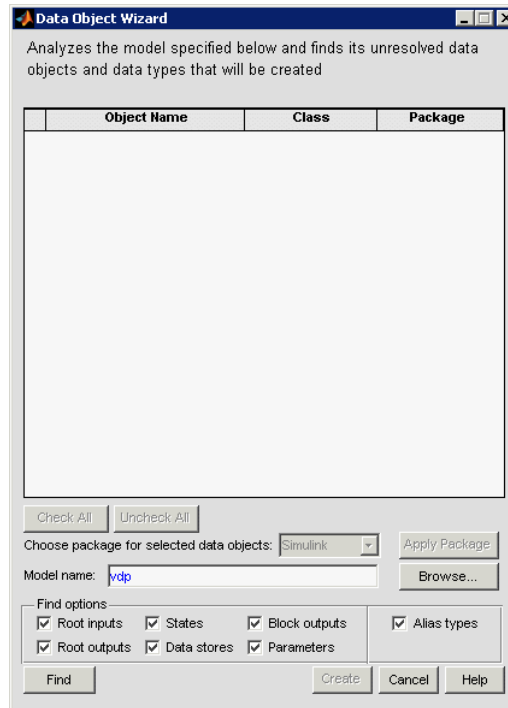 Data Object Wizard
Analyzes the model specified below and finds its unresolved data
objects and data types that will be created
Object Name Class Package
Check All Uncheck All
Choose package for selected data objects: Simulink Apply Package
Model name: vdp Browse...
Find options
Root inputs States Block outputs Alias types
Root outputs Data stores Parameters
Find Create Cancel Help